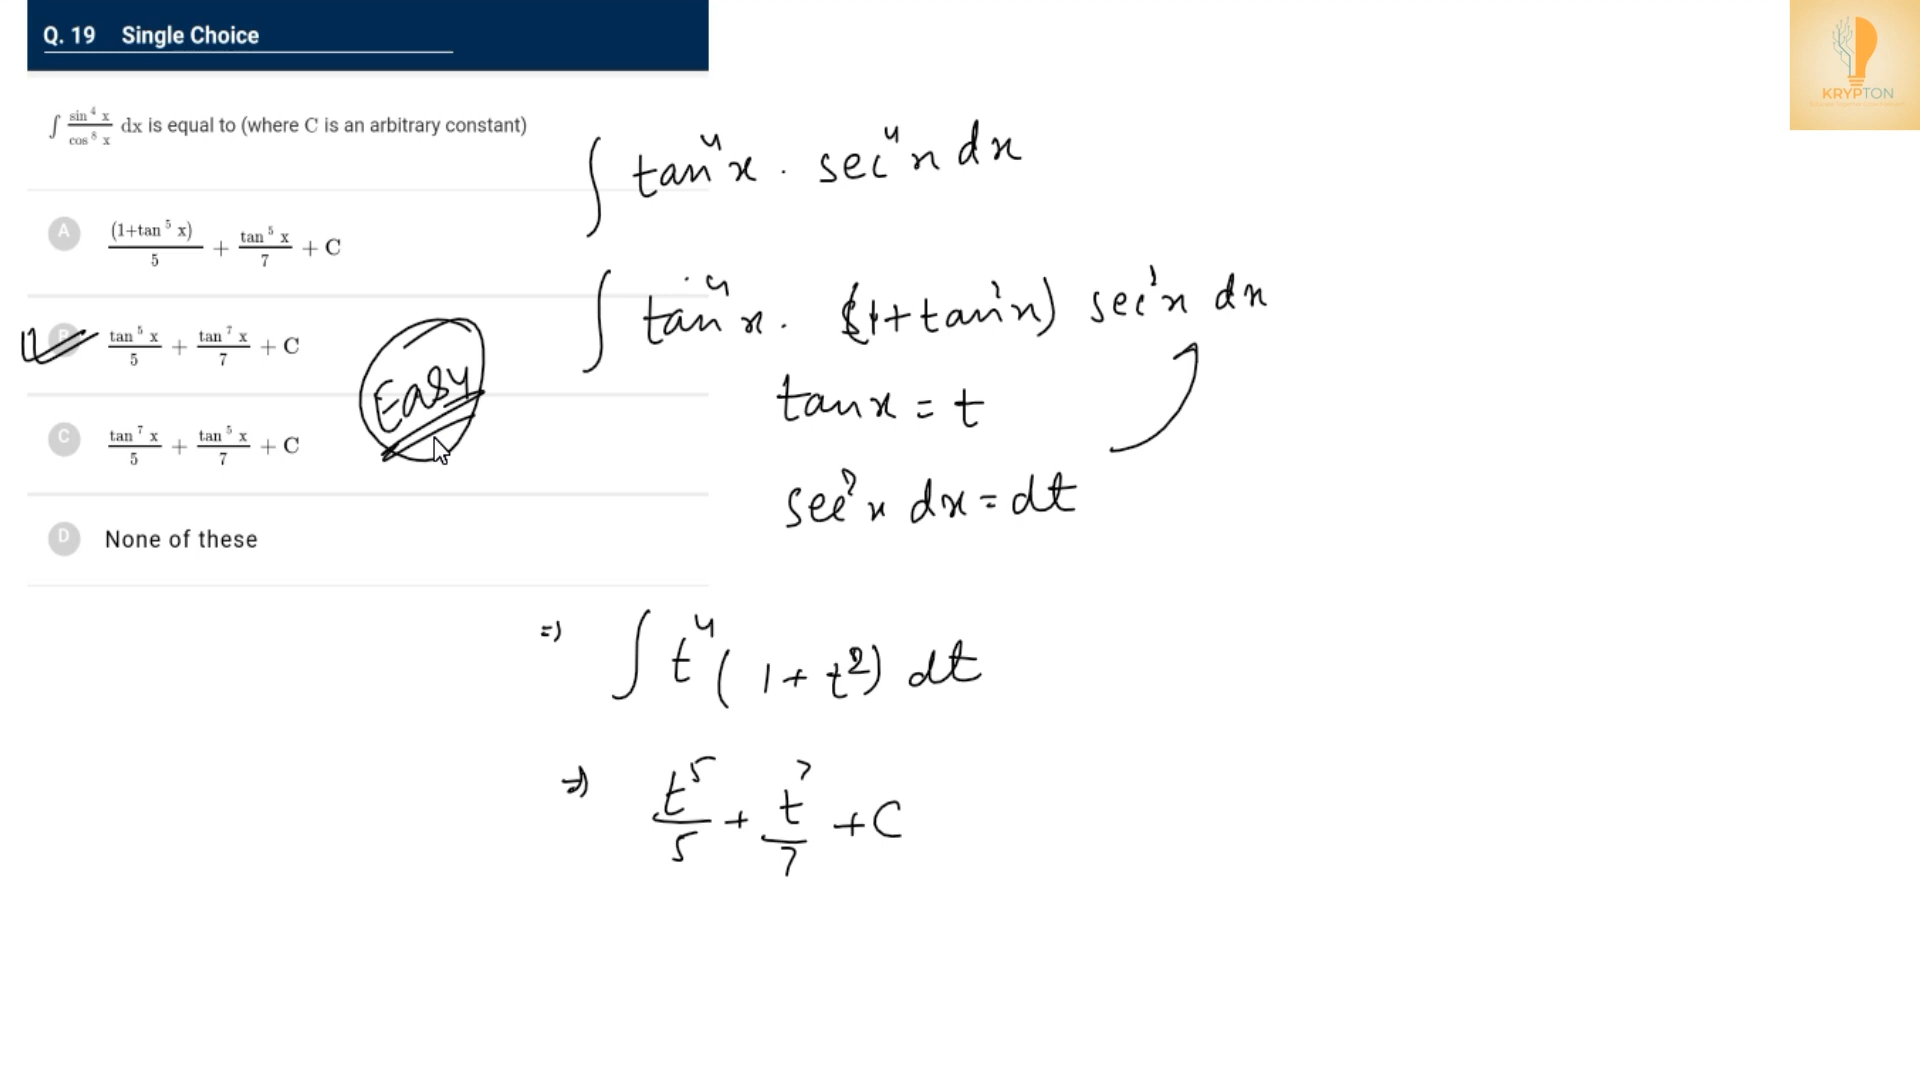 Q. 19 Single Choice
∫ sin⁴ x / cos⁸ x dx is equal to (where C is an arbitrary constant)
A (1+tan⁵ x)/5 + tan⁵ x/7 + C
B tan⁵ x/5 + tan⁷ x/7 + C
C tan⁷ x/5 + tan⁵ x/7 + C
D None of these
Easy
∫ tan⁴x . sec⁴x dx
∫ tan⁴x . (1+tan²x) sec²x dx
tanx = t
sec²x dx = dt
=) ∫ t⁴ (1 + t²) dt
=) t⁵/5 + t⁷/7 + C
KRYPTON